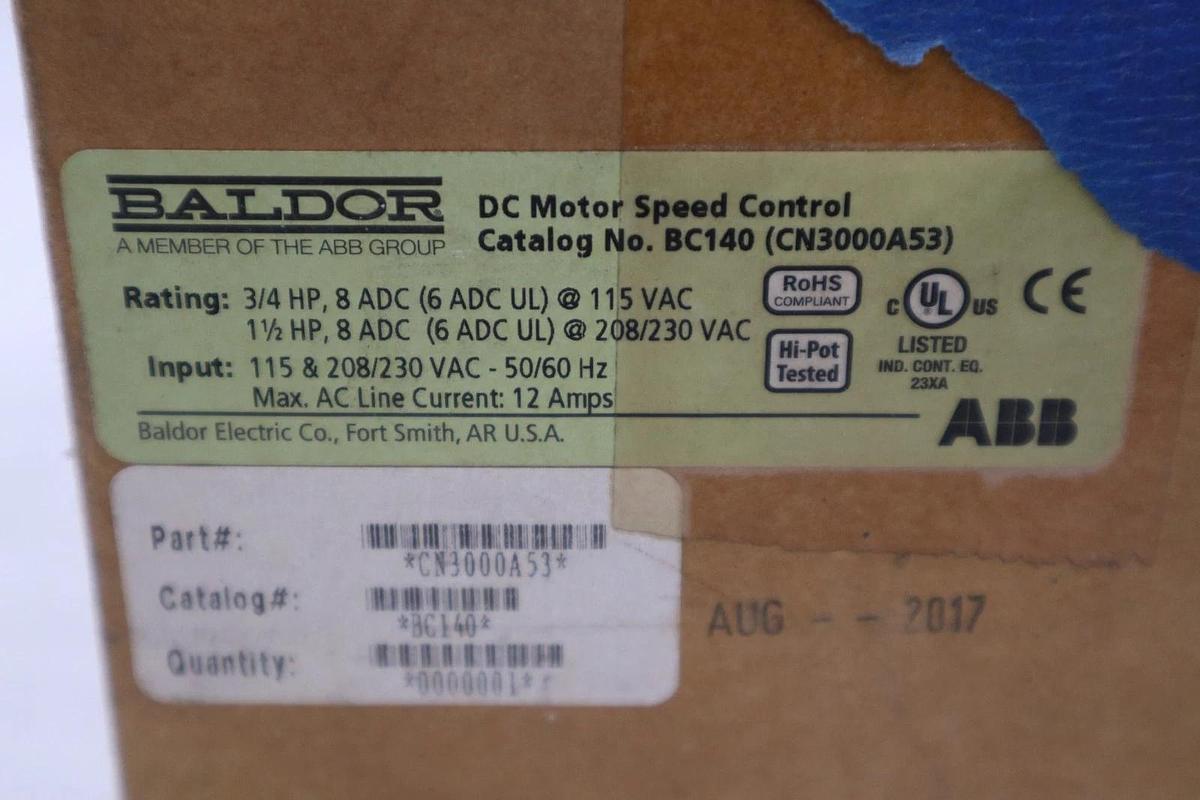 BALDOR
A MEMBER OF THE ABB GROUP
DC Motor Speed Control
Catalog No. BC140 (CN3000A53)
Rating: 3/4 HP, 8 ADC (6 ADC UL) @ 115 VAC
1½ HP, 8 ADC (6 ADC UL) @ 208/230 VAC
Input: 115 & 208/230 VAC - 50/60 Hz
Max. AC Line Current: 12 Amps
RoHS
COMPLIANT
Hi-Pot
Tested
C UL US
LISTED
IND. CONT. EQ.
23XA
CE
Baldor Electric Co., Fort Smith, AR U.S.A.
ABB
Part#:
*CN3000A53*
Catalog#:
*BC140*
Quantity:
*0000001*
AUG - - 2017